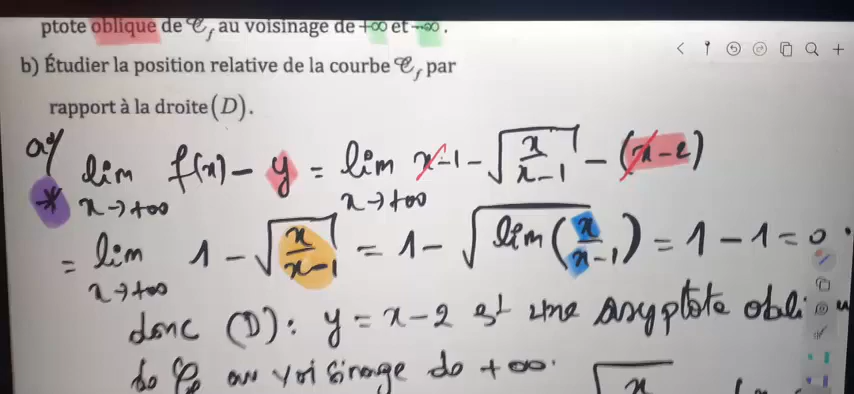 ptote oblique de 𝒞f au voisinage de +∞ et -∞.
b) Étudier la position relative de la courbe 𝒞f par
rapport à la droite (D).
a°/ lim x→+∞ f(x) - y = lim x→+∞ x - 1 - √(x/(x-1)) - (x-2)
= lim x→+∞ 1 - √(x/(x-1)) = 1 - √(lim(x/(x-1))) = 1 - 1 = 0.
donc (D): y = x - 2 est une asymptote obli
de 𝒞f au voisinage de +∞.